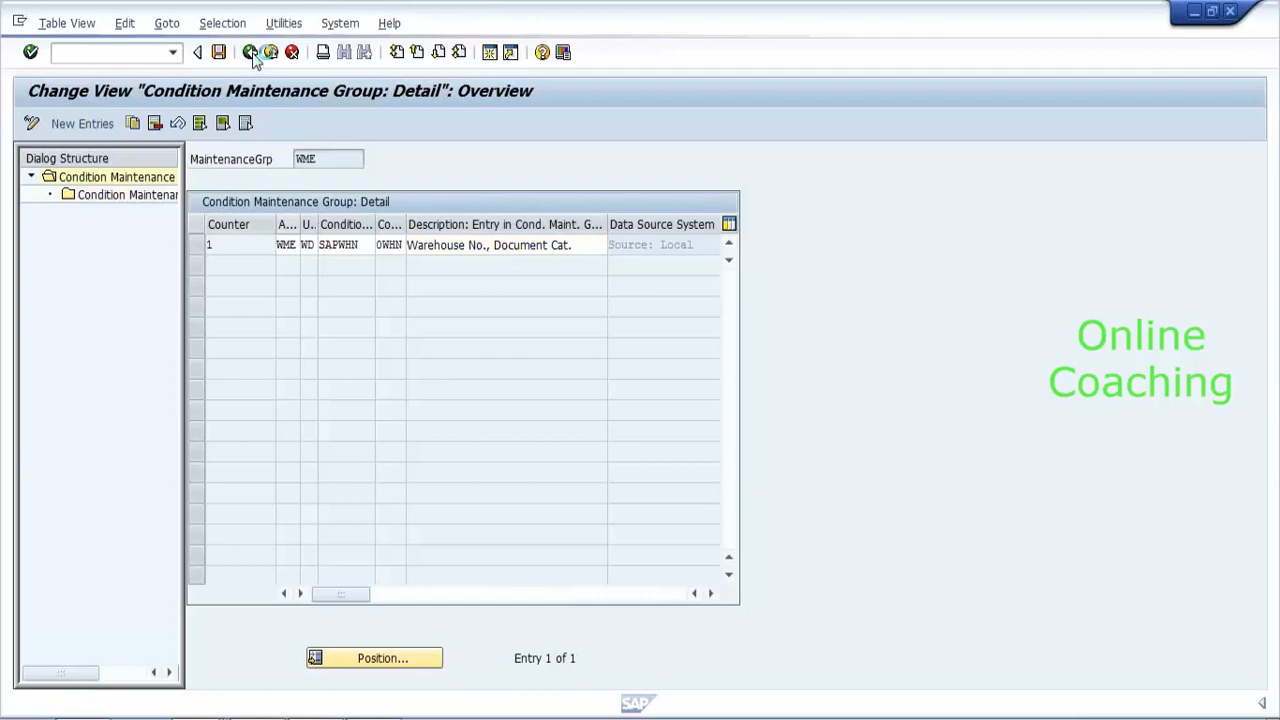 Table View Edit Goto Selection Utilities System Help
Change View "Condition Maintenance Group: Detail": Overview
New Entries
Dialog Structure
Condition Maintenance
Condition Maintenar
MaintenanceGrp WME
Condition Maintenance Group: Detail
Counter A... U.. Conditio... Co... Description: Entry in Cond. Maint. G... Data Source System
1 WME WD SAPWHN 0WHN Warehouse No., Document Cat. Source: Local
Position... Entry 1 of 1
Online
Coaching
SAP